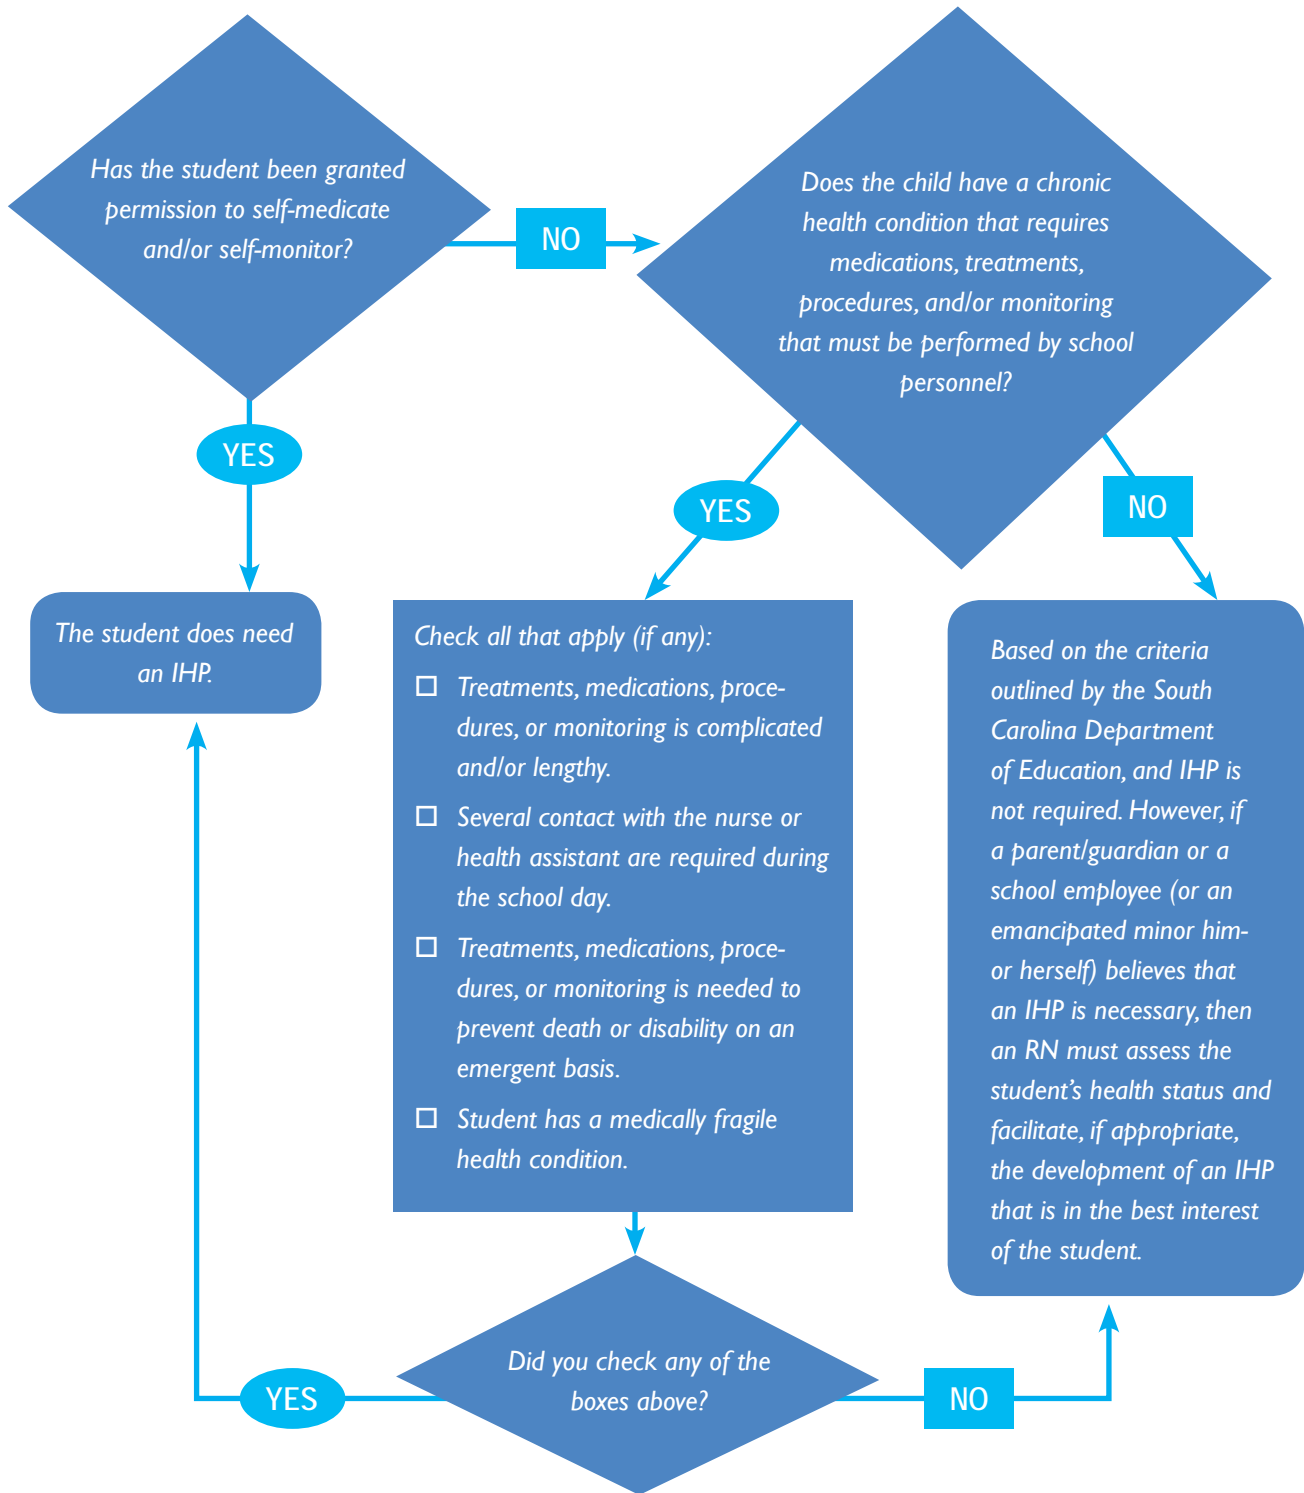 Has the student been granted
permission to self-medicate
and/or self-monitor?
NO
Does the child have a chronic
health condition that requires
medications, treatments,
procedures, and/or monitoring
that must be performed by school
personnel?
YES
YES
NO
The student does need
an IHP.
Check all that apply (if any):
Treatments, medications, proce-
dures, or monitoring is complicated
and/or lengthy.
Several contact with the nurse or
health assistant are required during
the school day.
Treatments, medications, proce-
dures, or monitoring is needed to
prevent death or disability on an
emergent basis.
Student has a medically fragile
health condition.
Based on the criteria
outlined by the South
Carolina Department
of Education, and IHP is
not required. However, if
a parent/guardian or a
school employee (or an
emancipated minor him-
or herself) believes that
an IHP is necessary, then
an RN must assess the
student’s health status and
facilitate, if appropriate,
the development of an IHP
that is in the best interest
of the student.
Did you check any of the
boxes above?
YES
NO